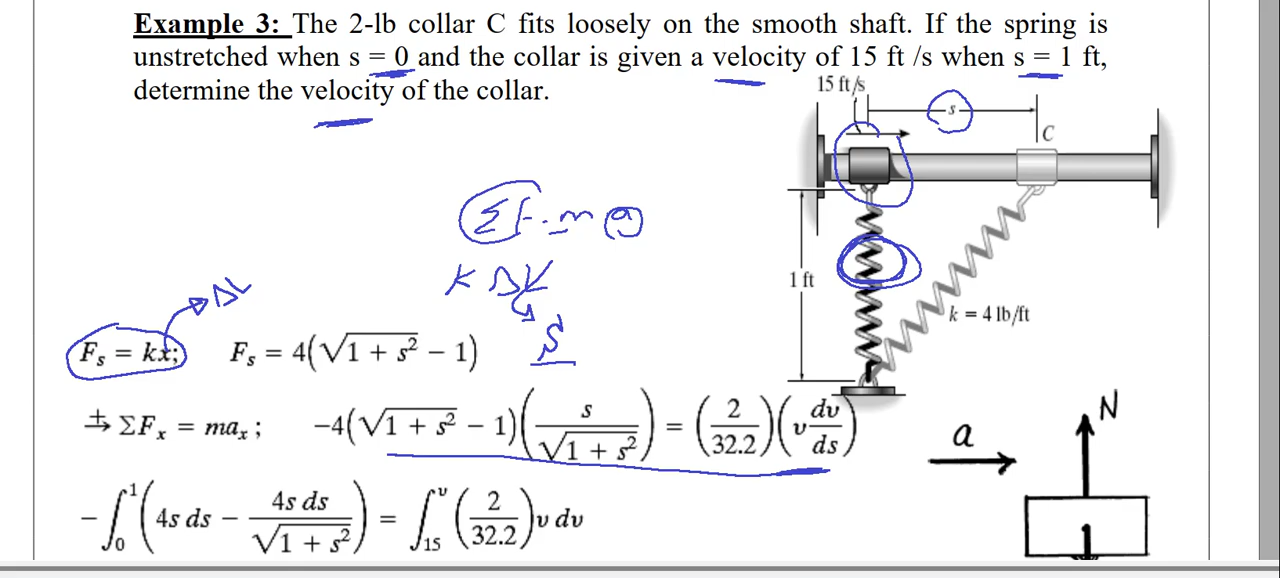 Example 3: The 2-lb collar C fits loosely on the smooth shaft. If the spring is
unstretched when s = 0 and the collar is given a velocity of 15 ft /s when s = 1 ft,
determine the velocity of the collar.
15 ft/s
s
C
ΣF = m a
1 ft
k ΔL
ΔL
k = 4 lb/ft
S
F_s = kx; F_s = 4(√(1 + s²) − 1)
+→ ΣF_x = ma_x; −4(√(1 + s²) − 1)(s/√(1 + s²)) = (2/32.2)(v dv/ds)
a
N
−∫₀¹(4s ds − 4s ds/√(1 + s²)) = ∫₁₅^v (2/32.2) v dv